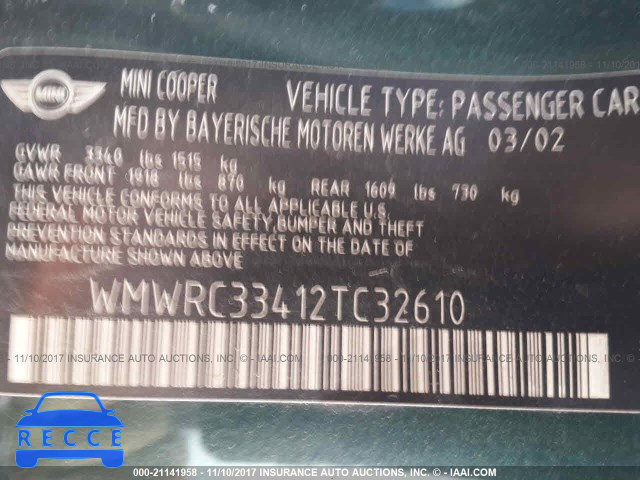 MINI
MINI COOPER
VEHICLE TYPE: PASSENGER CAR
MFD BY BAYERISCHE MOTOREN WERKE AG 03/02
GVWR 3340 lbs 1515 kg
GAWR FRONT 1918 lbs 870 kg REAR 1609 lbs 730 kg
THIS VEHICLE CONFORMS TO ALL APPLICABLE U.S.
FEDERAL MOTOR VEHICLE SAFETY, BUMPER AND THEFT
PREVENTION STANDARDS IN EFFECT ON THE DATE OF
MANUFACTURE SHOWN ABOVE.
WMWRC33412TC32610
000-21141958 - 11/10/2017 INSURANCE AUTO AUCTIONS. - © - IAAI.COM
RECCE
000-21141958 - 11/10/2017 INSURANCE AUTO AUCTIONS. - © - IAAI.COM